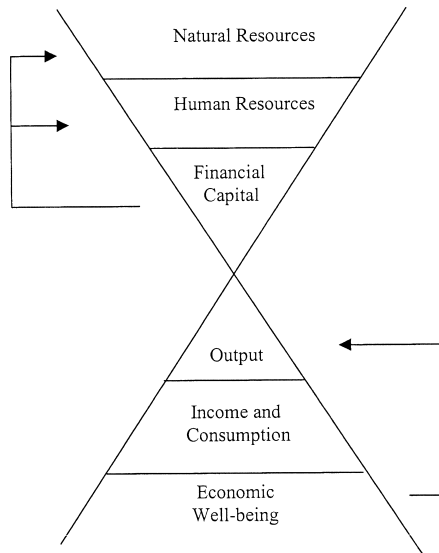 Natural Resources
Human Resources
Financial
Capital
Output
Income and
Consumption
Economic
Well-being